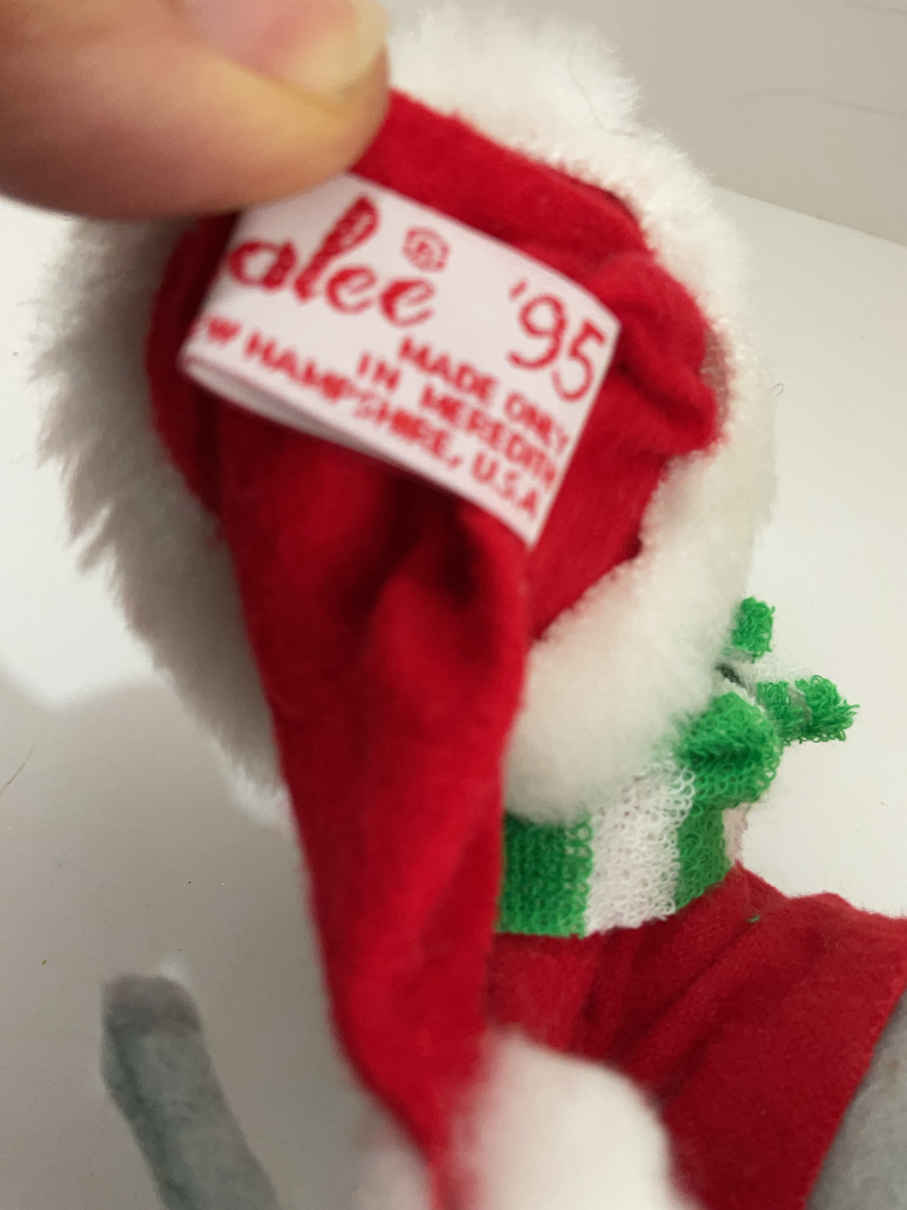 alee ® '95
MADE ONLY
IN MEREDITH
W HAMPSHIRE, U.S.A